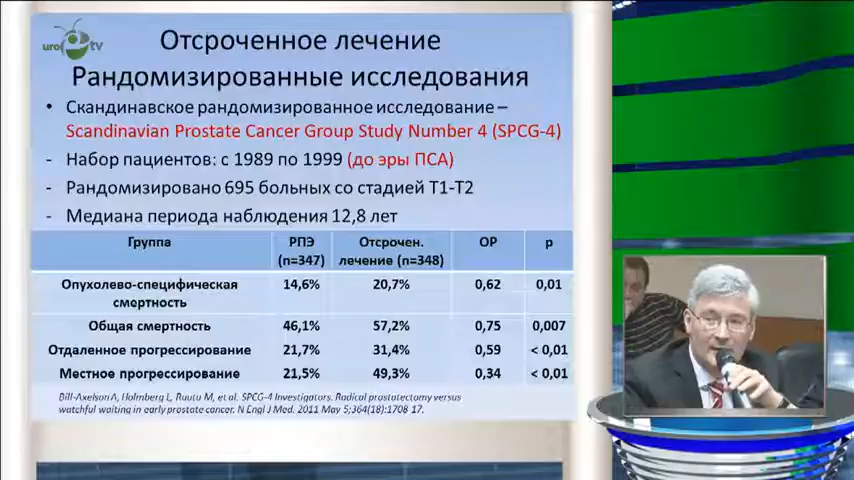 uro tv
Отсроченное лечение
Рандомизированные исследования
• Скандинавское рандомизированное исследование –
Scandinavian Prostate Cancer Group Study Number 4 (SPCG-4)
- Набор пациентов: с 1989 по 1999 (до эры ПСА)
- Рандомизировано 695 больных со стадией Т1-Т2
- Медиана периода наблюдения 12,8 лет
Группа РПЭ (n=347) Отсрочен. лечение (n=348) ОР p
Опухолево-специфическая смертность 14,6% 20,7% 0,62 0,01
Общая смертность 46,1% 57,2% 0,75 0,007
Отдаленное прогрессирование 21,7% 31,4% 0,59 < 0,01
Местное прогрессирование 21,5% 49,3% 0,34 < 0,01
Bill-Axelson A, Holmberg L, Ruutu M, et al. SPCG-4 Investigators. Radical prostatectomy versus
watchful waiting in early prostate cancer. N Engl J Med. 2011 May 5;364(18):1708-17.